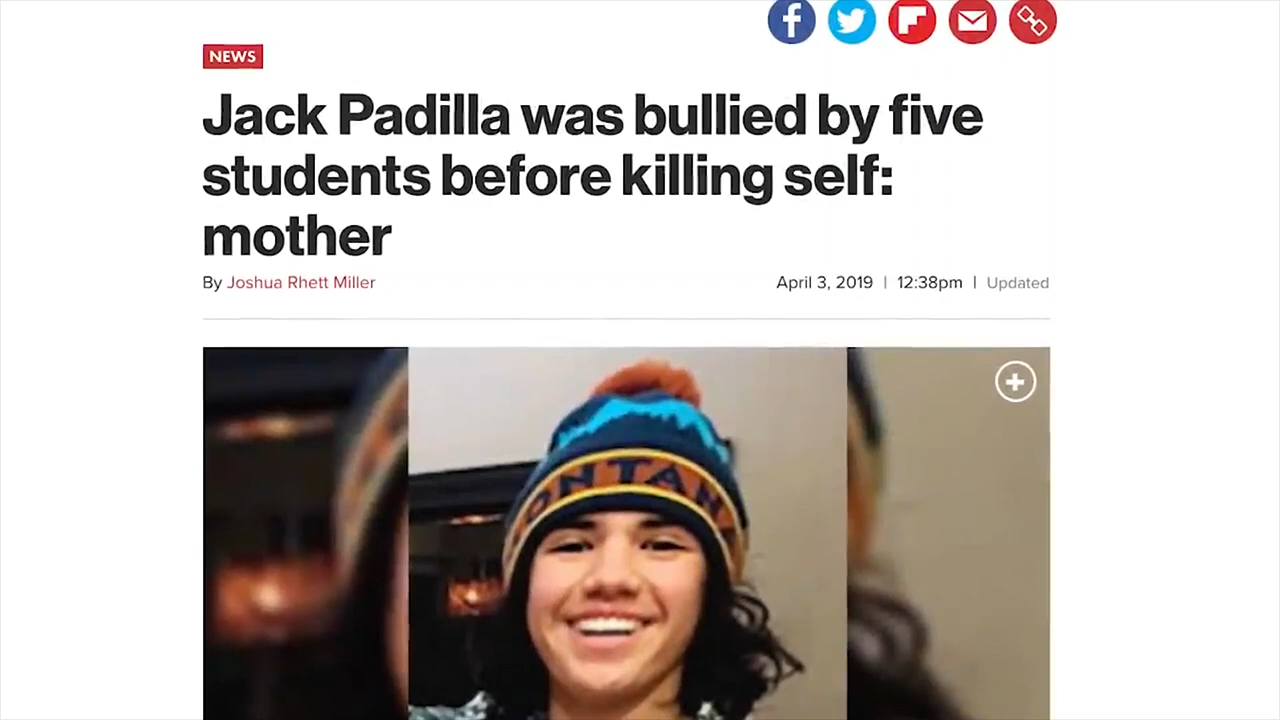 NEWS
Jack Padilla was bullied by five
students before killing self:
mother
By Joshua Rhett Miller
April 3, 2019 | 12:38pm | Updated
ONTAN